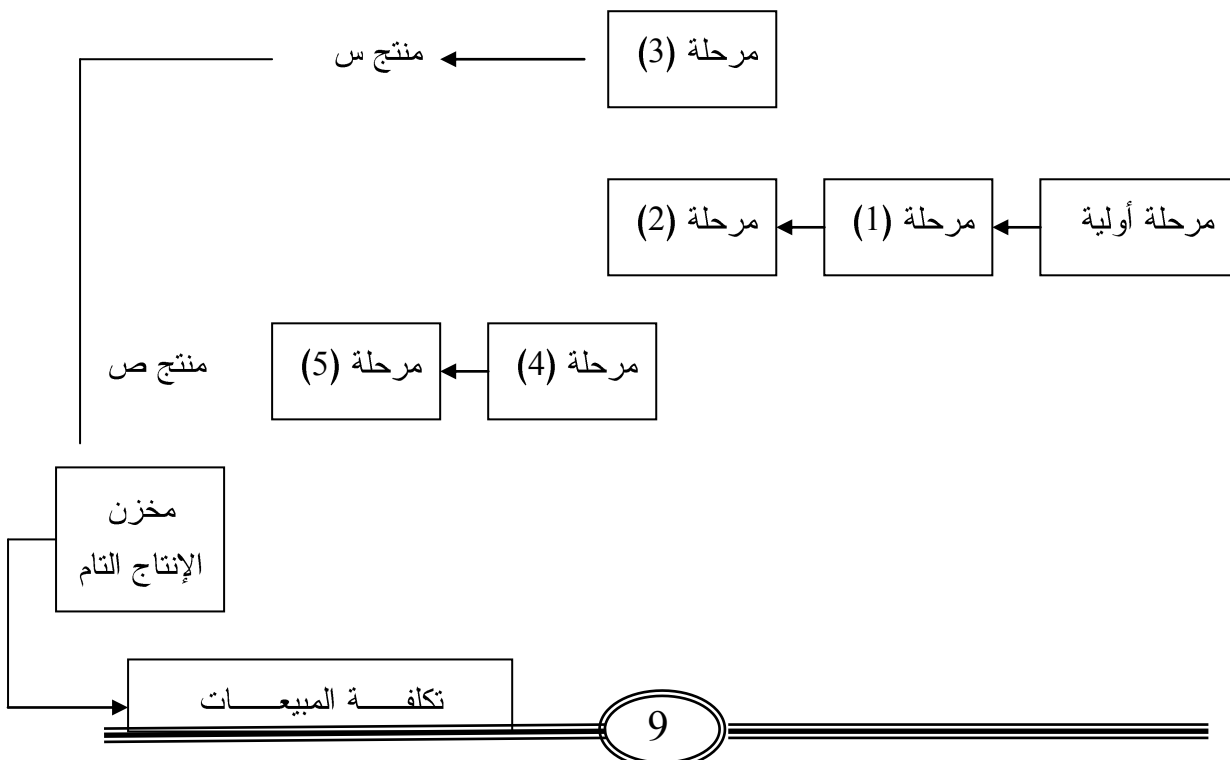 مرحلة (3)
منتج س
مرحلة أولية
مرحلة (1)
مرحلة (2)
مرحلة (4)
مرحلة (5)
منتج ص
مخزن
الإنتاج التام
تكلفـــــة المبيعـــــات
9